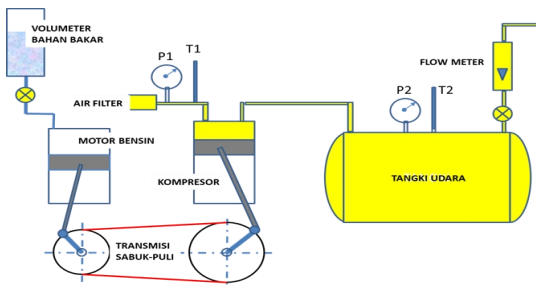 VOLUMETER
BAHAN BAKAR
P1
T1
FLOW METER
AIR FILTER
P2
T2
MOTOR BENSIN
KOMPRESOR
TANGKI UDARA
TRANSMISI
SABUK-PULI